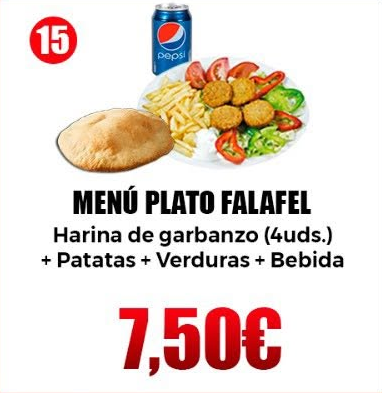 15
pepsi
MENÚ PLATO FALAFEL
Harina de garbanzo (4uds.)
+ Patatas + Verduras + Bebida
7,50€